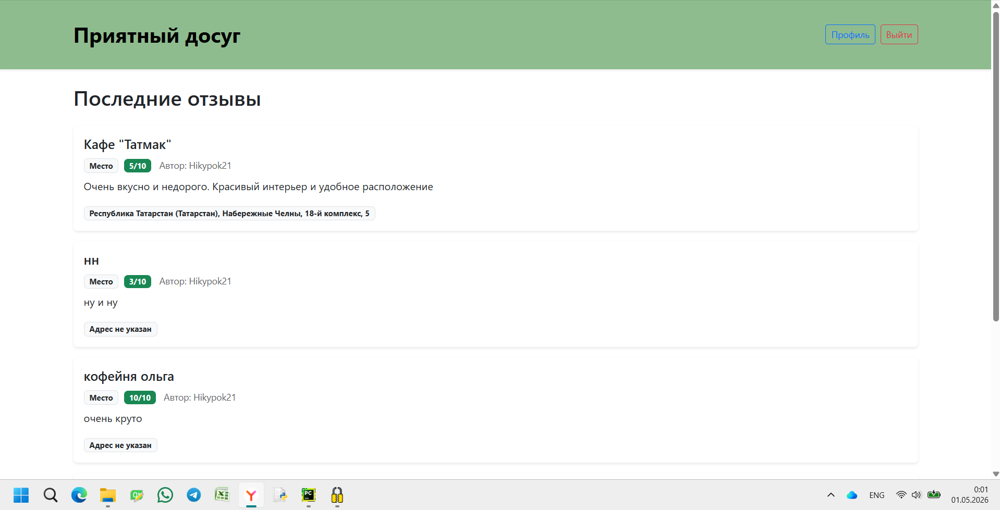 Приятный досуг
Профиль Выйти
Последние отзывы
Кафе "Татмак"
Место 5/10 Автор: Hikypok21
Очень вкусно и недорого. Красивый интерьер и удобное расположение
Республика Татарстан (Татарстан), Набережные Челны, 18-й комплекс, 5
нн
Место 3/10 Автор: Hikypok21
ну и ну
Адрес не указан
кофейня ольга
Место 10/10 Автор: Hikypok21
очень круто
Адрес не указан
Qt
PC
ENG
0:01
01.05.2026